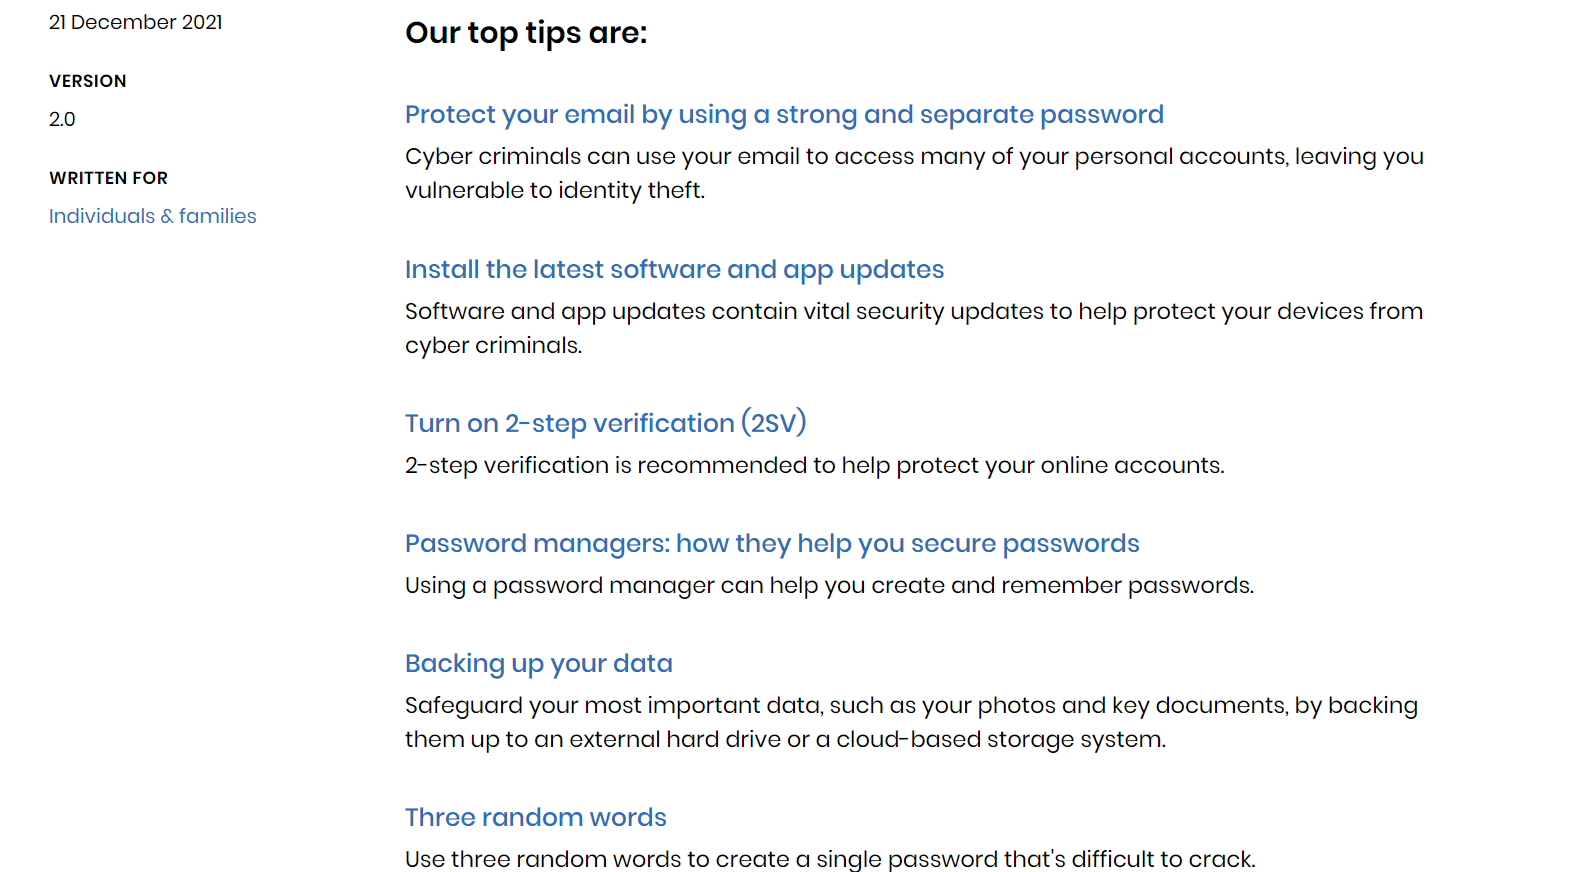 21 December 2021
VERSION
2.0
WRITTEN FOR
Individuals & families
Our top tips are:
Protect your email by using a strong and separate password
Cyber criminals can use your email to access many of your personal accounts, leaving you
vulnerable to identity theft.
Install the latest software and app updates
Software and app updates contain vital security updates to help protect your devices from
cyber criminals.
Turn on 2-step verification (2SV)
2-step verification is recommended to help protect your online accounts.
Password managers: how they help you secure passwords
Using a password manager can help you create and remember passwords.
Backing up your data
Safeguard your most important data, such as your photos and key documents, by backing
them up to an external hard drive or a cloud-based storage system.
Three random words
Use three random words to create a single password that's difficult to crack.